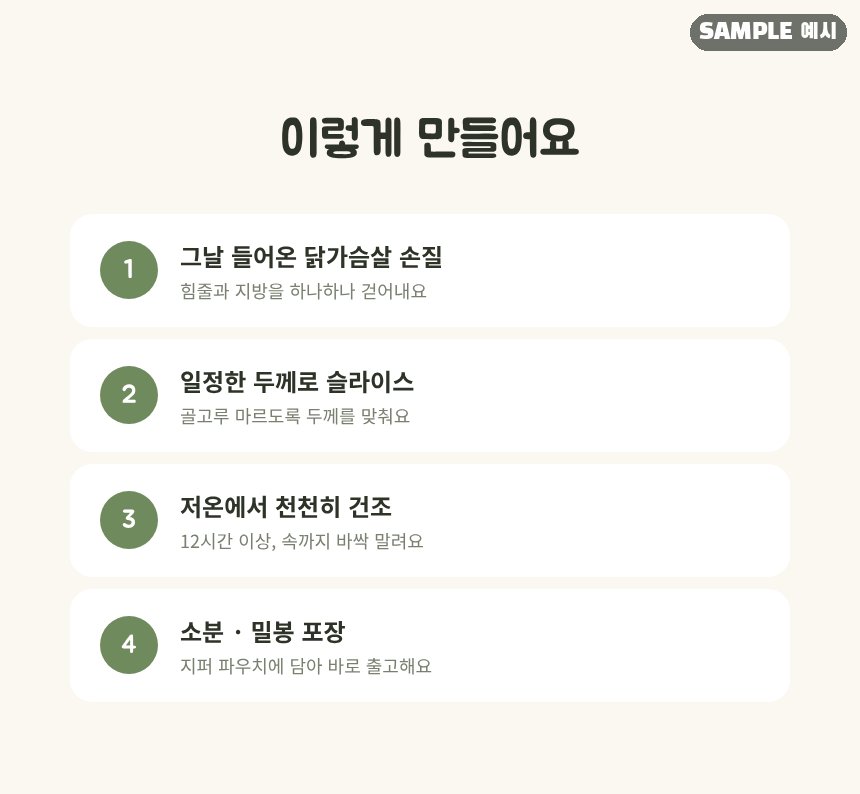 SAMPLE 예시
이렇게 만들어요
1
그날 들어온 닭가슴살 손질
힘줄과 지방을 하나하나 걷어내요
2
일정한 두께로 슬라이스
골고루 마르도록 두께를 맞춰요
3
저온에서 천천히 건조
12시간 이상, 속까지 바싹 말려요
4
소분 · 밀봉 포장
지퍼 파우치에 담아 바로 출고해요